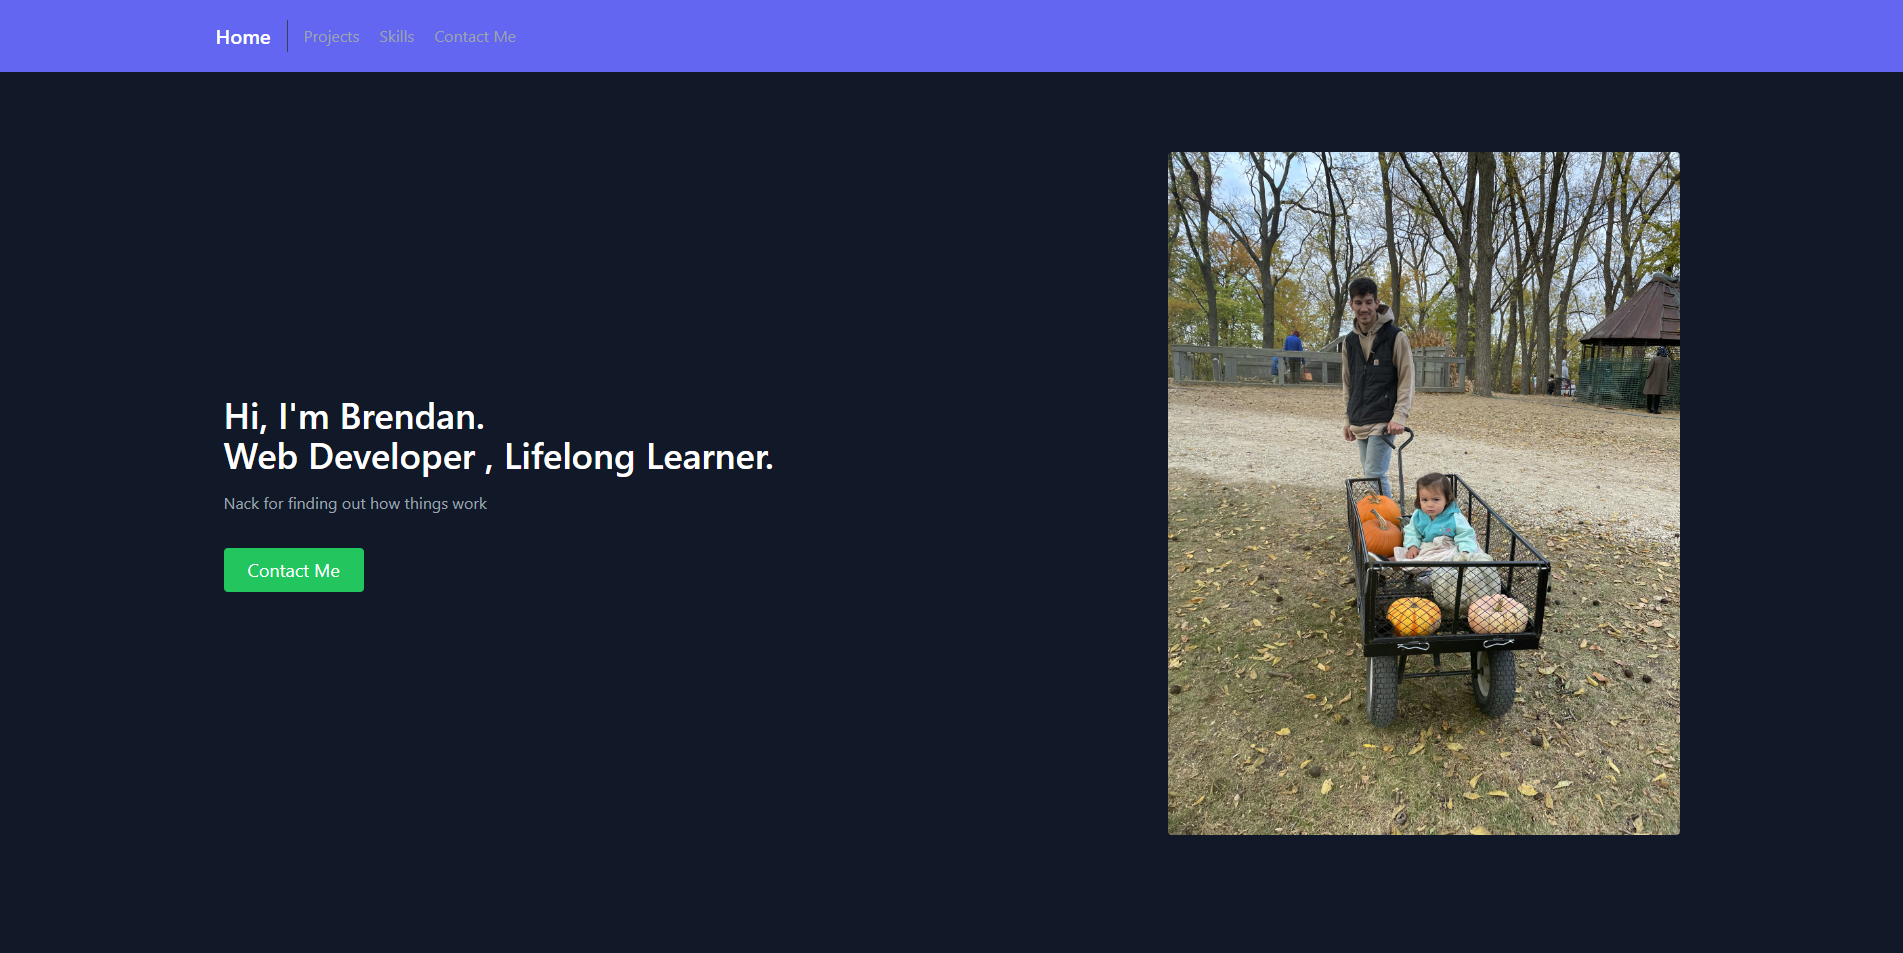 Home Projects Skills Contact Me
Hi, I'm Brendan.
Web Developer , Lifelong Learner.
Nack for finding out how things work
Contact Me